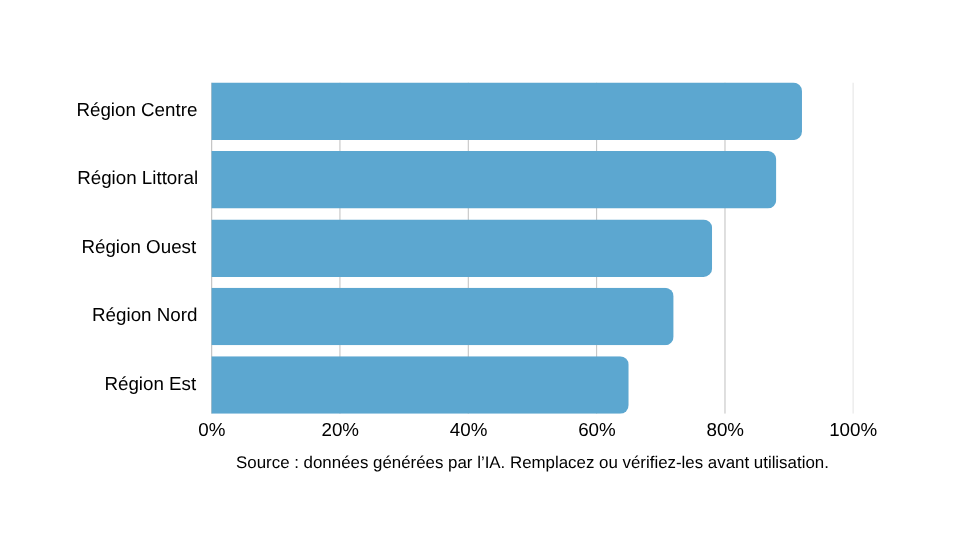 Région Centre
Région Littoral
Région Ouest
Région Nord
Région Est
0% 20% 40% 60% 80% 100%
Source : données générées par l’IA. Remplacez ou vérifiez-les avant utilisation.